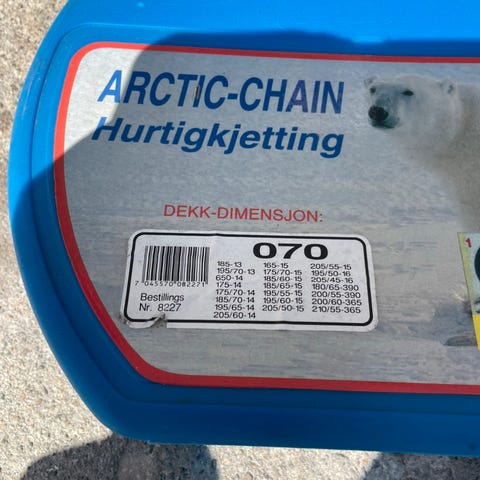 ARCTIC-CHAIN
Hurtigkjetting
DEKK-DIMENSJON:
070
185-13 165-15 205/55-15
195/70-13 175/70-15 195/50-16
650-14 185/60-15 205/45-16
175-14 185/65-15 180/65-390
175/70-14 195/55-15 200/55-390
185/70-14 195/60-15 200/60-365
195/65-14 205/50-15 210/55-365
205/60-14
7 045570 082271
Bestillings
Nr. 8227
1